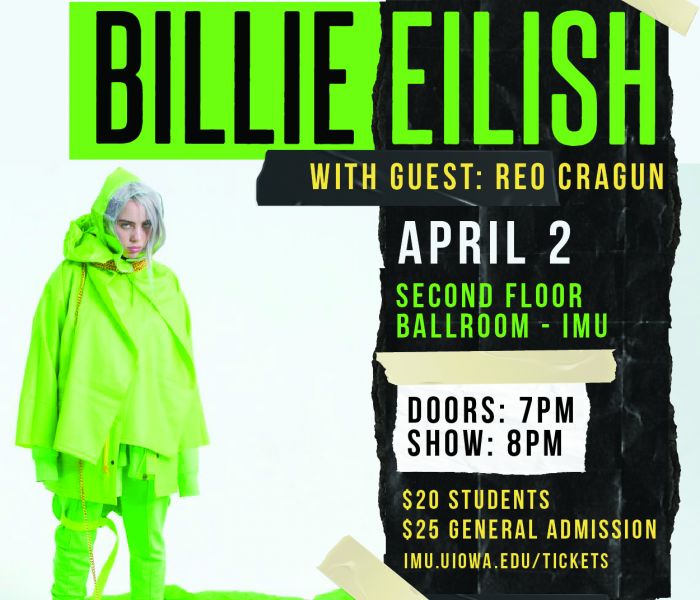 BILLIE EILISH
WITH GUEST: REO CRAGUN
APRIL 2
SECOND FLOOR
BALLROOM - IMU
DOORS: 7PM
SHOW: 8PM
$20 STUDENTS
$25 GENERAL ADMISSION
IMU.UIOWA.EDU/TICKETS